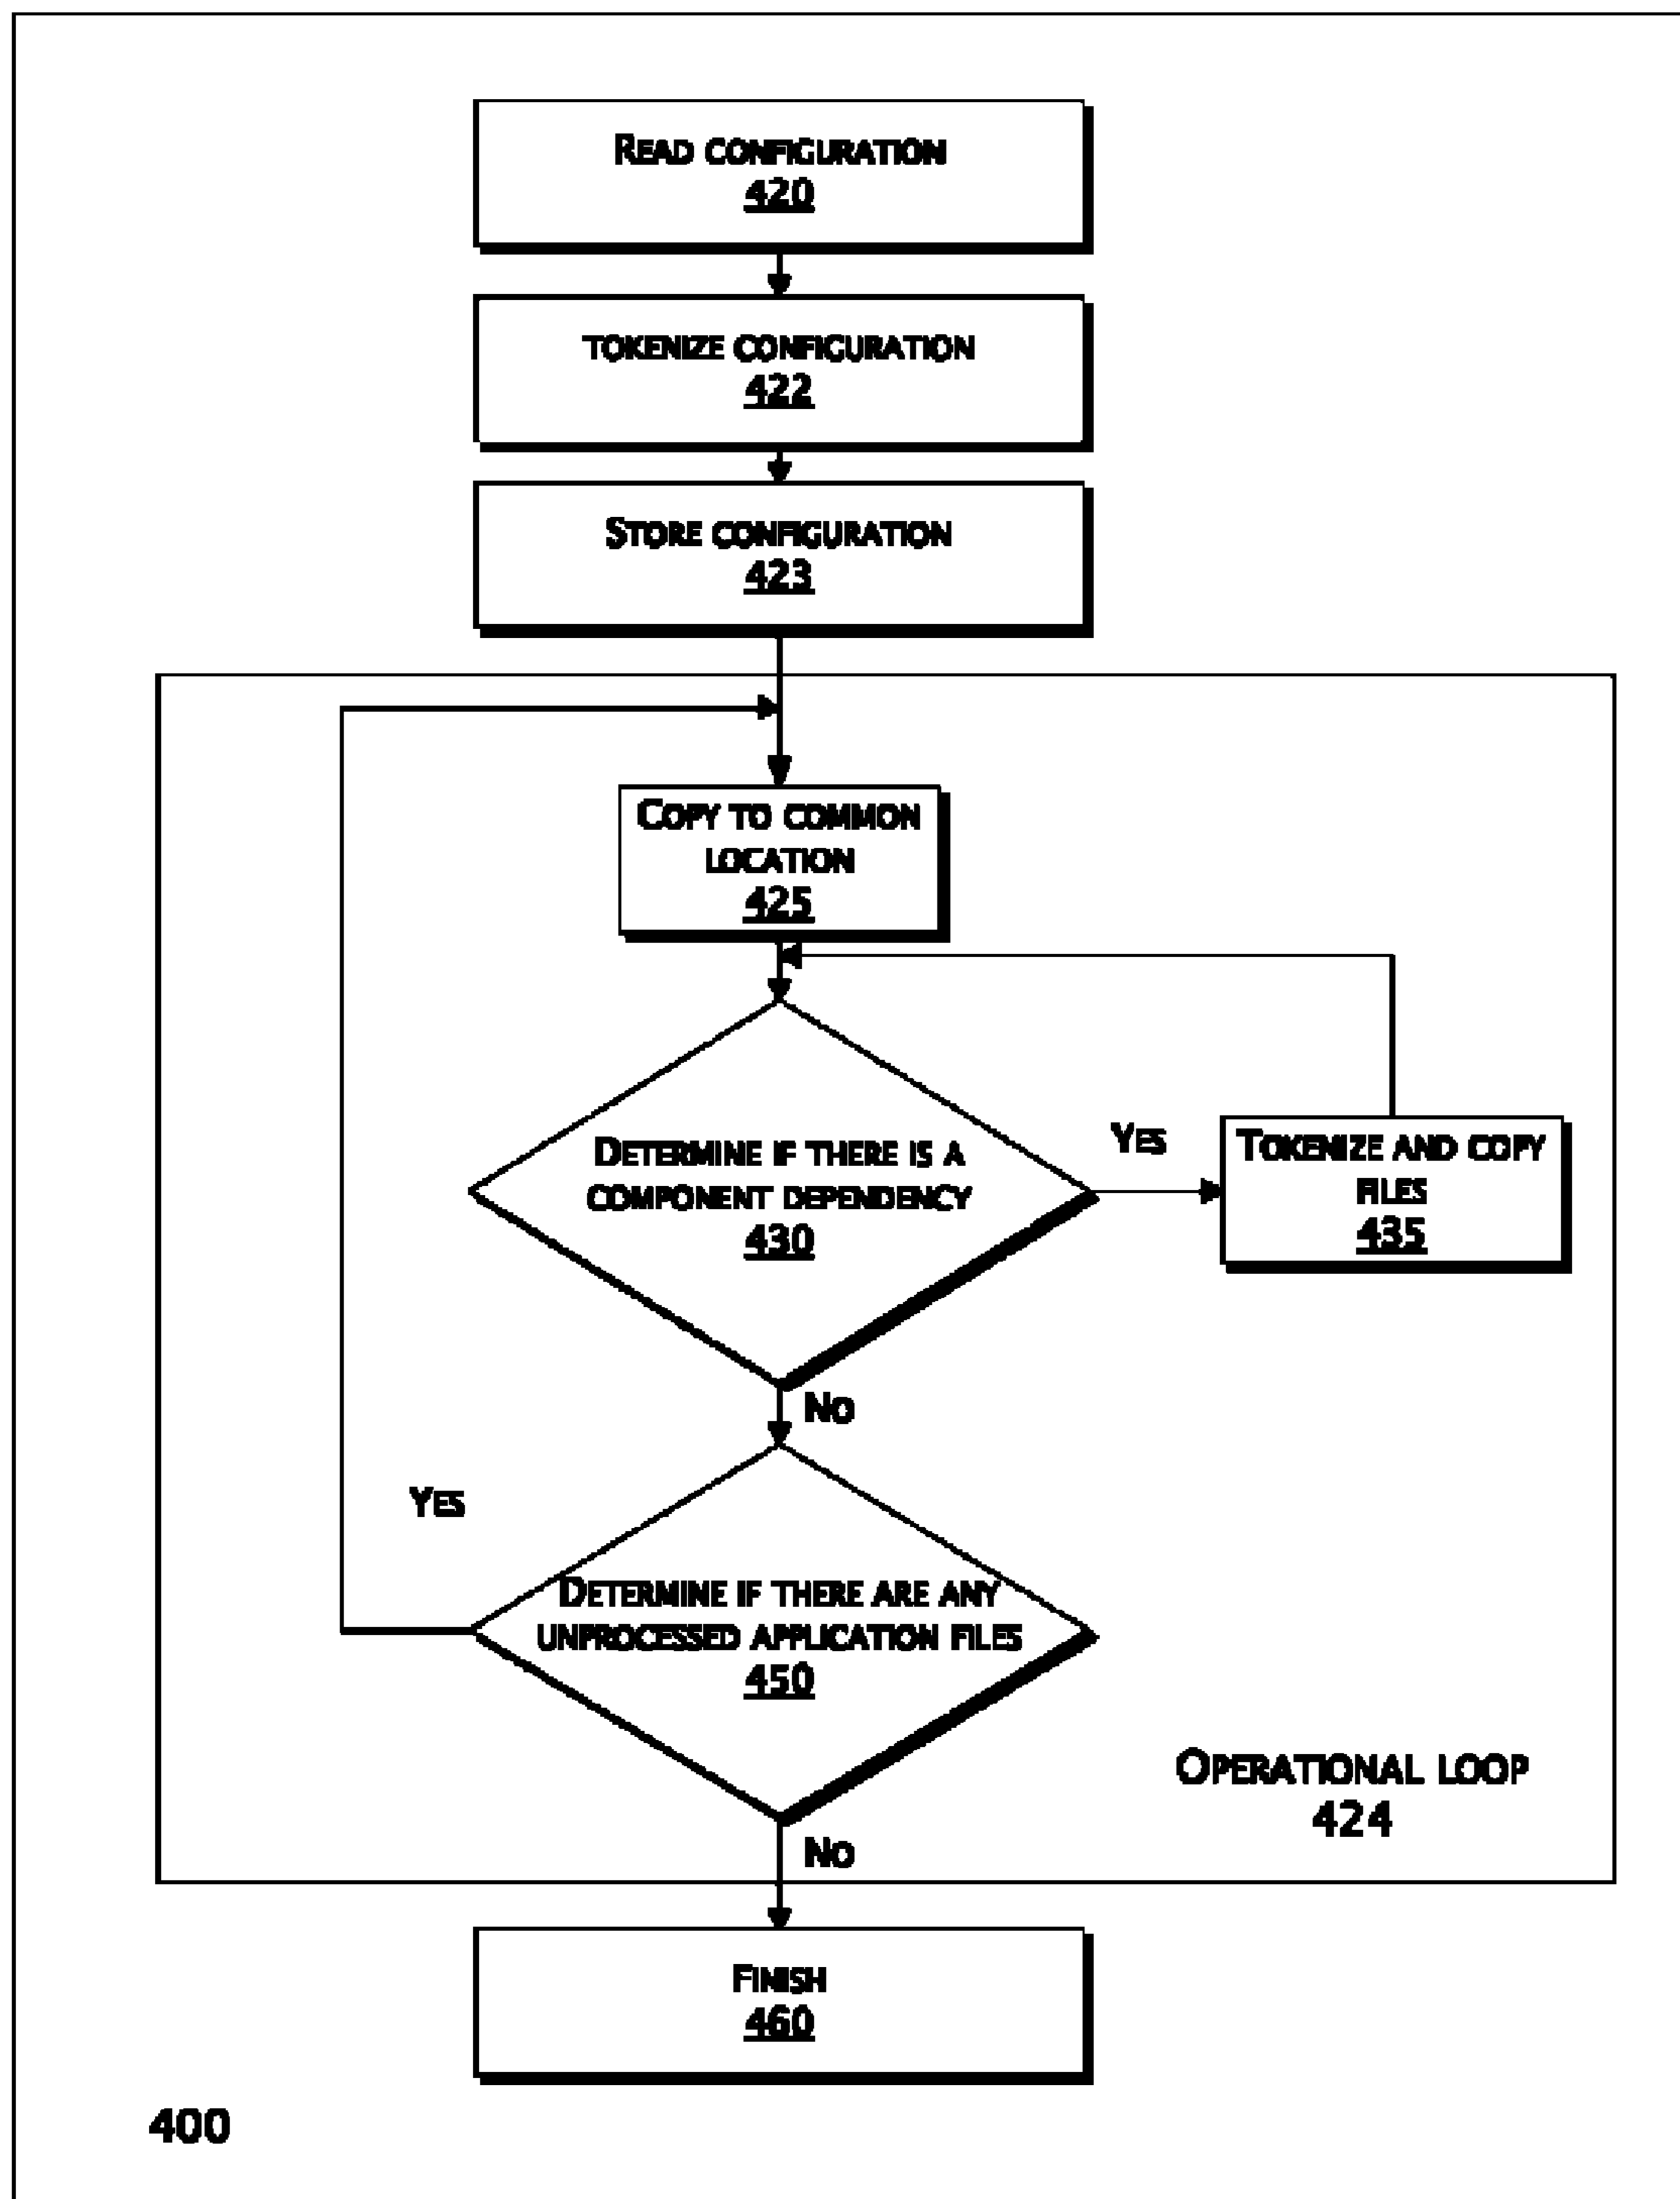 Read configuration
420
tokenize configuration
422
Store configuration
423
Copy to common
location
425
Determine if there is a
component dependency
430
Yes
Tokenize and copy
files
435
No
Yes
Determine if there are any
unprocessed application files
450
Operational loop
424
No
Finish
460
400